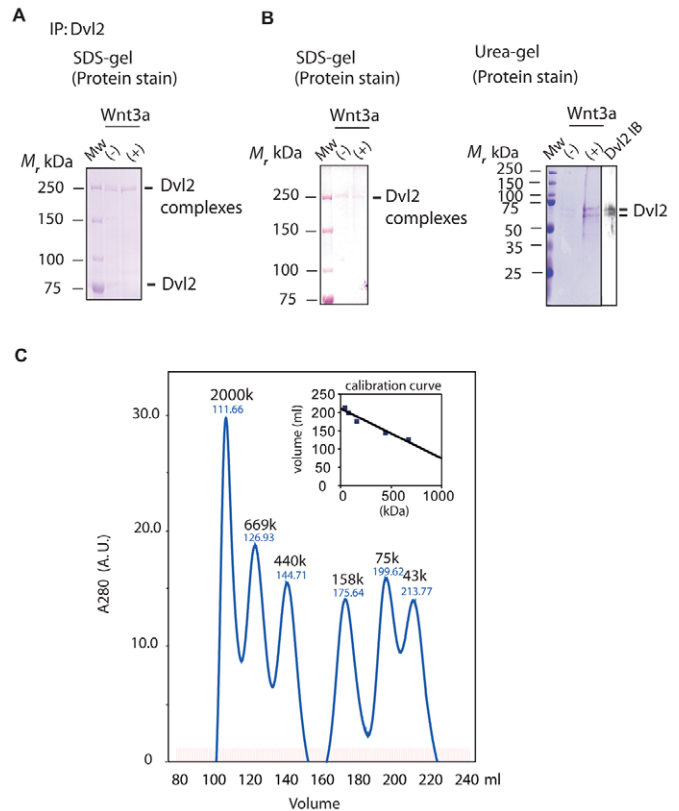 A
IP: Dvl2
SDS-gel
(Protein stain)
Wnt3a
Mr kDa
Mw
(-)
(+)
250
150
100
75
Dvl2
complexes
Dvl2
B
SDS-gel
(Protein stain)
Wnt3a
Mr kDa
Mw
(-)
(+)
250
150
100
75
Dvl2
complexes
Urea-gel
(Protein stain)
Wnt3a
Mr kDa
Mw
(-)
(+)
Dvl2 IB
250
150
100
75
50
35
25
Dvl2
C
A280 (A.U.)
30.0
20.0
10.0
0
2000k
111.66
669k
126.93
440k
144.71
158k
175.64
75k
199.62
43k
213.77
calibration curve
volume (ml)
250
200
150
100
50
0
0 500 1000
(kDa)
80 100 120 140 160 180 200 220 240 ml
Volume